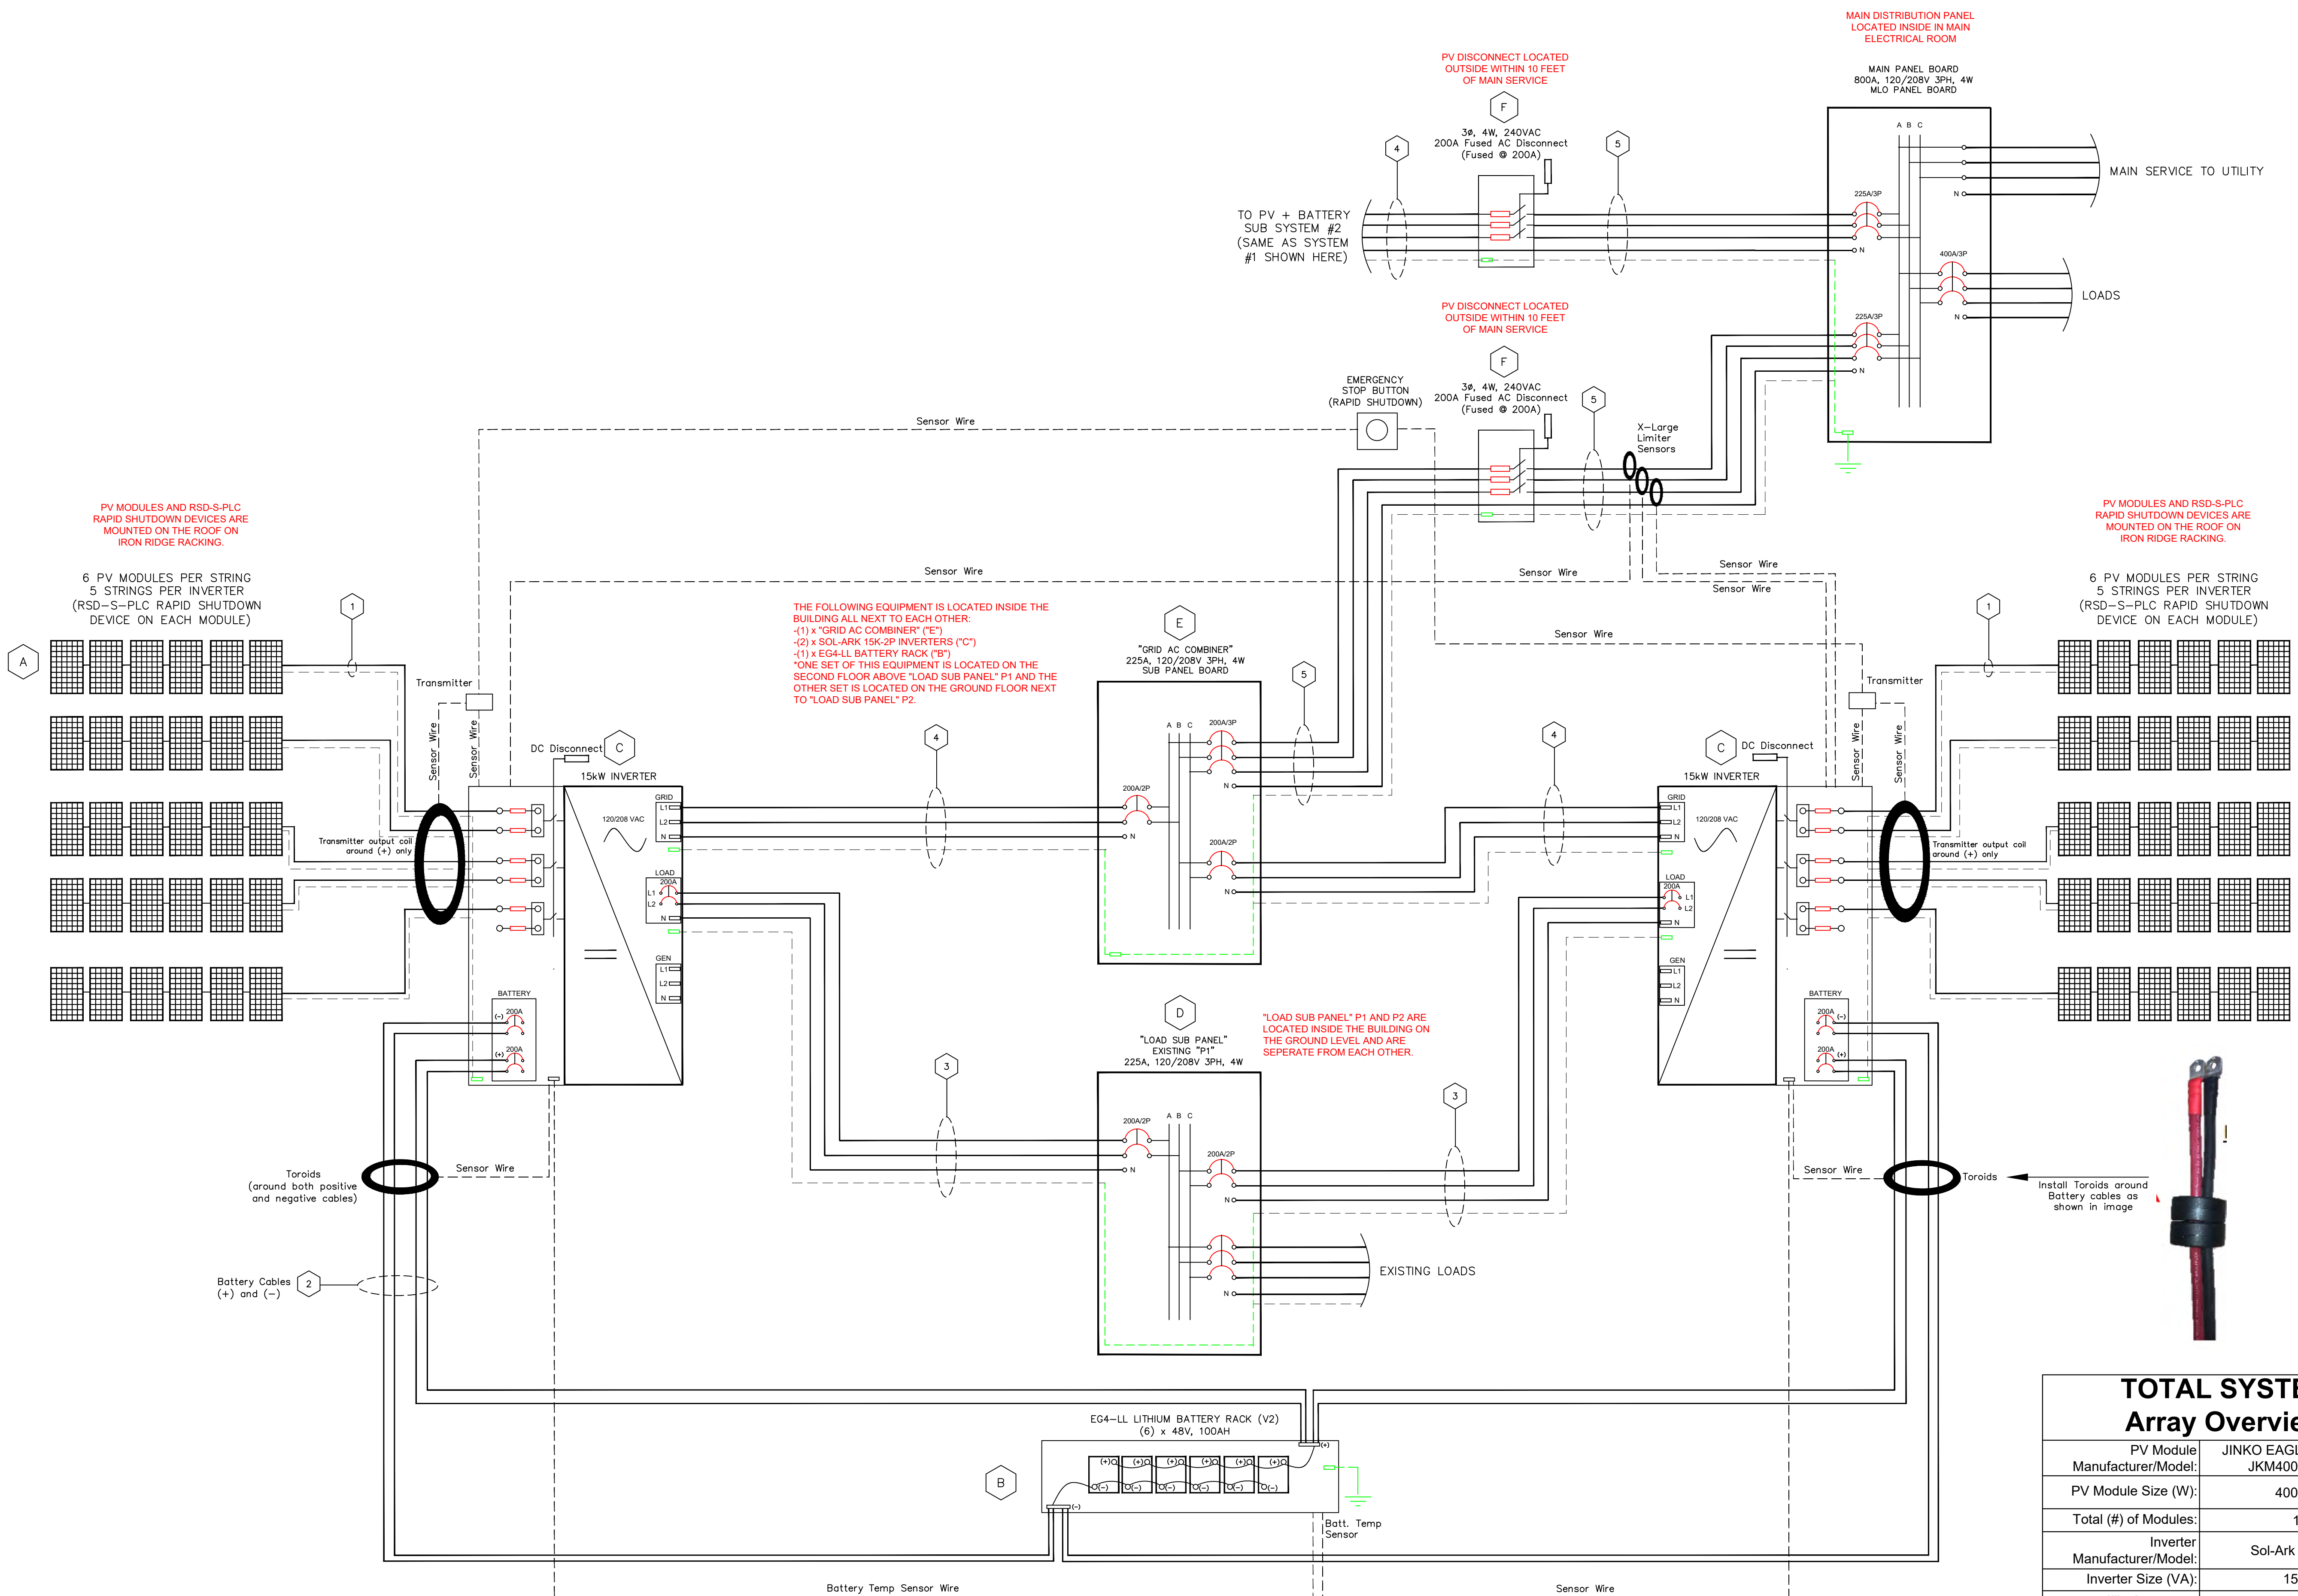 MAIN DISTRIBUTION PANEL
LOCATED INSIDE IN MAIN
ELECTRICAL ROOM
MAIN PANEL BOARD
800A, 120/208V 3PH, 4W
MLO PANEL BOARD
A B C
MAIN SERVICE TO UTILITY
N
225A/3P
N
400A/3P
LOADS
N
225A/3P
N
PV DISCONNECT LOCATED
OUTSIDE WITHIN 10 FEET
OF MAIN SERVICE
F
3ø, 4W, 240VAC
200A Fused AC Disconnect
(Fused @ 200A)
4
5
TO PV + BATTERY
SUB SYSTEM #2
(SAME AS SYSTEM
#1 SHOWN HERE)
PV DISCONNECT LOCATED
OUTSIDE WITHIN 10 FEET
OF MAIN SERVICE
F
3ø, 4W, 240VAC
200A Fused AC Disconnect
(Fused @ 200A)
5
EMERGENCY
STOP BUTTON
(RAPID SHUTDOWN)
X-Large
Limiter
Sensors
Sensor Wire
Sensor Wire
Sensor Wire
Sensor Wire
Sensor Wire
Sensor Wire
PV MODULES AND RSD-S-PLC
RAPID SHUTDOWN DEVICES ARE
MOUNTED ON THE ROOF ON
IRON RIDGE RACKING.
6 PV MODULES PER STRING
5 STRINGS PER INVERTER
(RSD-S-PLC RAPID SHUTDOWN
DEVICE ON EACH MODULE)
A
1
Transmitter
Sensor Wire
Sensor Wire
Transmitter output coil
around (+) only
DC Disconnect
C
15kW INVERTER
120/208 VAC
GRID
L1
L2
N
LOAD
200A
L1
L2
N
GEN
L1
L2
N
BATTERY
(-) 200A
(+) 200A
THE FOLLOWING EQUIPMENT IS LOCATED INSIDE THE
BUILDING ALL NEXT TO EACH OTHER:
-(1) x "GRID AC COMBINER" ("E")
-(2) x SOL-ARK 15K-2P INVERTERS ("C")
-(1) x EG4-LL BATTERY RACK ("B")
*ONE SET OF THIS EQUIPMENT IS LOCATED ON THE
SECOND FLOOR ABOVE "LOAD SUB PANEL" P1 AND THE
OTHER SET IS LOCATED ON THE GROUND FLOOR NEXT
TO "LOAD SUB PANEL" P2.
4
E
"GRID AC COMBINER"
225A, 120/208V 3PH, 4W
SUB PANEL BOARD
A B C
200A/3P
N
200A/2P
N
200A/2P
N
5
4
D
"LOAD SUB PANEL"
EXISTING "P1"
225A, 120/208V 3PH, 4W
"LOAD SUB PANEL" P1 AND P2 ARE
LOCATED INSIDE THE BUILDING ON
THE GROUND LEVEL AND ARE
SEPERATE FROM EACH OTHER.
3
3
A B C
200A/2P
N
200A/2P
N
N
EXISTING LOADS
PV MODULES AND RSD-S-PLC
RAPID SHUTDOWN DEVICES ARE
MOUNTED ON THE ROOF ON
IRON RIDGE RACKING.
6 PV MODULES PER STRING
5 STRINGS PER INVERTER
(RSD-S-PLC RAPID SHUTDOWN
DEVICE ON EACH MODULE)
1
Transmitter
Sensor Wire
Sensor Wire
Transmitter output coil
around (+) only
C
DC Disconnect
15kW INVERTER
GRID
L1
L2
N
120/208 VAC
LOAD
200A
L1
L2
N
GEN
L1
L2
N
BATTERY
200A (-)
200A (+)
Toroids
(around both positive
and negative cables)
Sensor Wire
Sensor Wire
Toroids
Install Toroids around
Battery cables as
shown in image
Battery Cables
(+) and (-)
2
EG4-LL LITHIUM BATTERY RACK (V2)
(6) x 48V, 100AH
B
(+)
(+) (+) (+) (+) (+) (+)
(-) (-) (-) (-) (-) (-)
(-)
Batt. Temp
Sensor
Battery Temp Sensor Wire
Sensor Wire
TOTAL SYSTE
Array Overvie
PV Module
Manufacturer/Model:
JINKO EAGL
JKM400
PV Module Size (W):
400
Total (#) of Modules:
1
Inverter
Manufacturer/Model:
Sol-Ark
Inverter Size (VA):
15